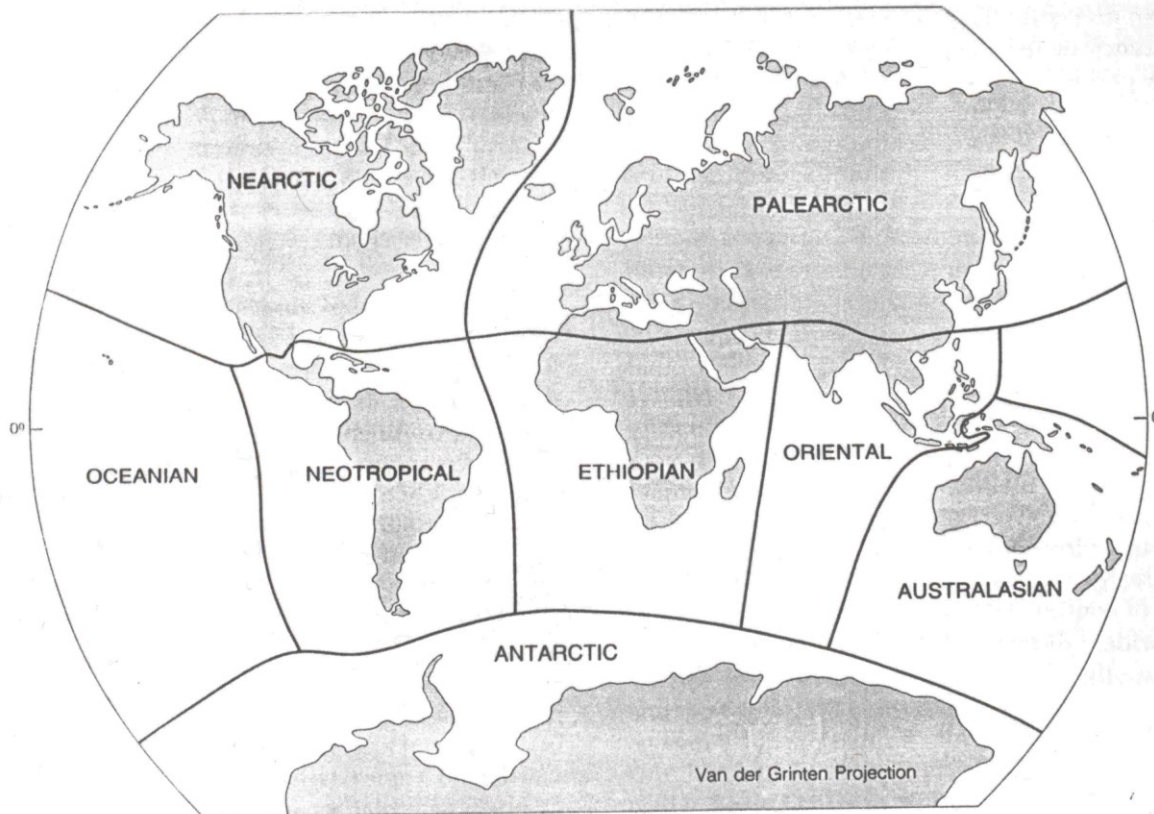 NEARCTIC
PALEARCTIC
0º
OCEANIAN
NEOTROPICAL
ETHIOPIAN
ORIENTAL
AUSTRALASIAN
ANTARCTIC
Van der Grinten Projection